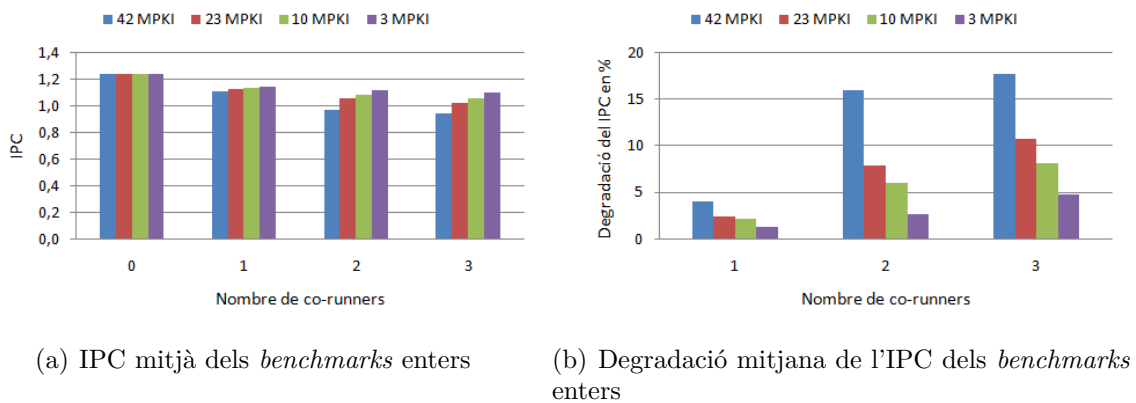 42 MPKI 23 MPKI 10 MPKI 3 MPKI
1,4
1,2
1,0
0,8
0,6
0,4
0,2
0,0
IPC
0 1 2 3
Nombre de co-runners
(a) IPC mitjà dels benchmarks enters
42 MPKI 23 MPKI 10 MPKI 3 MPKI
20
15
10
5
0
Degradació del IPC en %
1 2 3
Nombre de co-runners
(b) Degradació mitjana de l'IPC dels benchmarks
enters